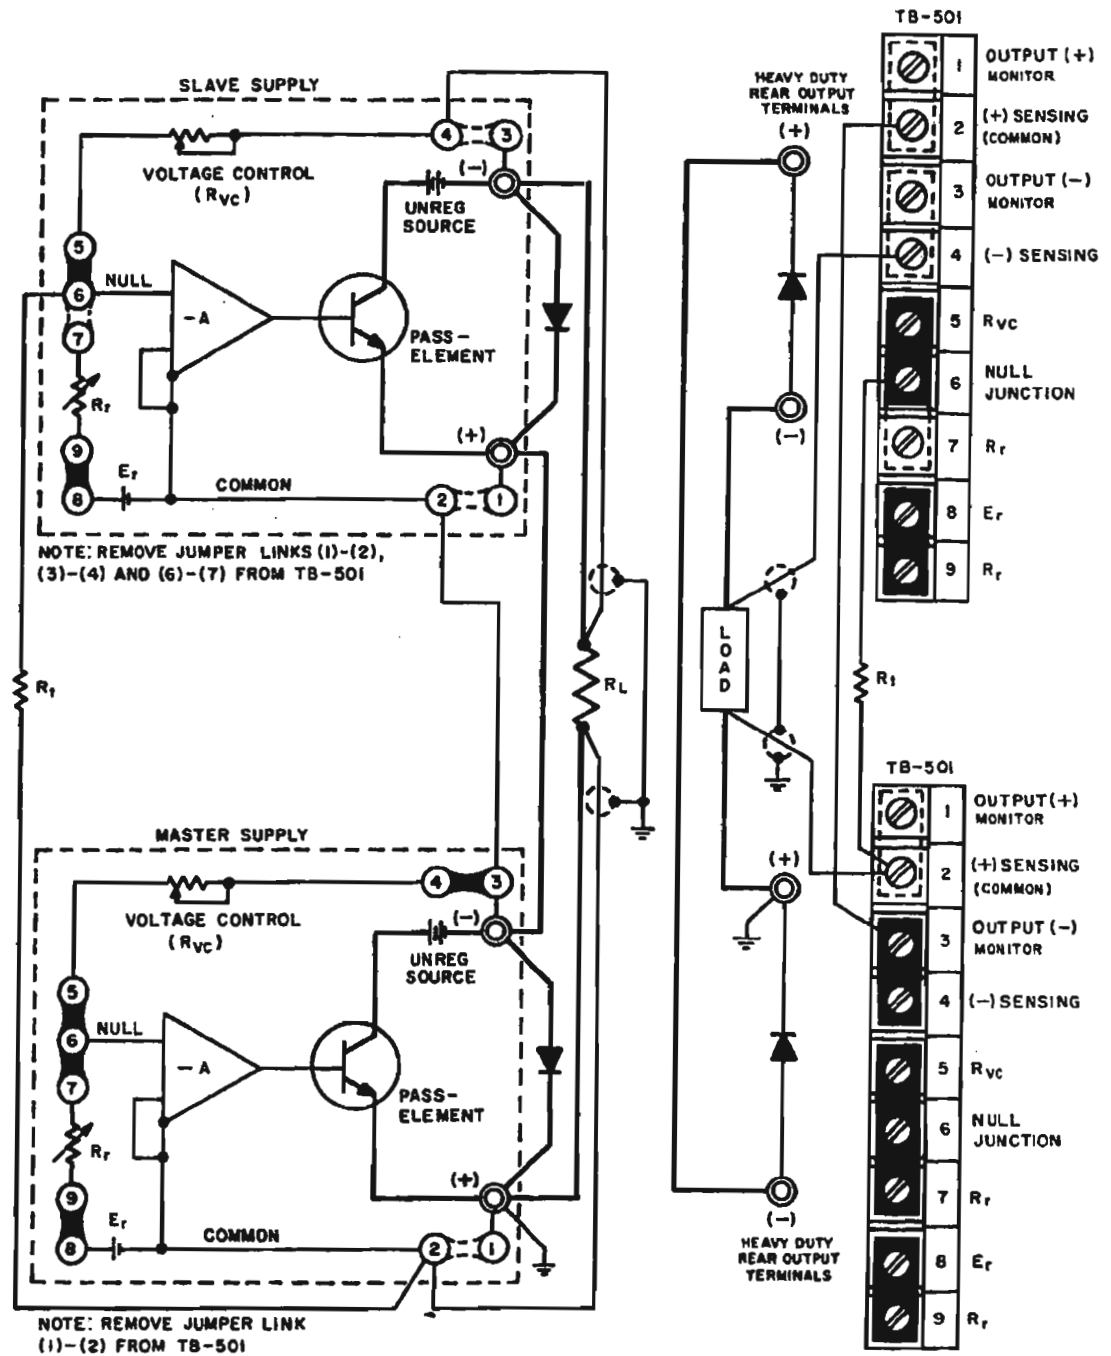 SLAVE SUPPLY
4
3
VOLTAGE CONTROL
(RVC)
(−)
UNREG
SOURCE
5
NULL
6
−A
7
PASS-
ELEMENT
Rr
9
(+)
Er
COMMON
8
2
1
NOTE: REMOVE JUMPER LINKS (1)-(2),
(3)-(4) AND (6)-(7) FROM TB-501
Rt
RL
MASTER SUPPLY
4
3
VOLTAGE CONTROL
(RVC)
(−)
UNREG
SOURCE
5
NULL
6
−A
7
PASS-
ELEMENT
Rr
9
(+)
Er
COMMON
8
2
1
NOTE: REMOVE JUMPER LINK
(1)-(2) FROM TB-501
HEAVY DUTY
REAR OUTPUT
TERMINALS
(+)
(−)
LOAD
(+)
(−)
HEAVY DUTY
REAR OUTPUT
TERMINALS
TB-501
1 OUTPUT (+)
MONITOR
2 (+) SENSING
(COMMON)
3 OUTPUT (−)
MONITOR
4 (−) SENSING
5 RVC
6 NULL
JUNCTION
7 Rr
8 Er
9 Rr
Rt
TB-501
1 OUTPUT (+)
MONITOR
2 (+) SENSING
(COMMON)
3 OUTPUT (−)
MONITOR
4 (−) SENSING
5 RVC
6 NULL
JUNCTION
7 Rr
8 Er
9 Rr